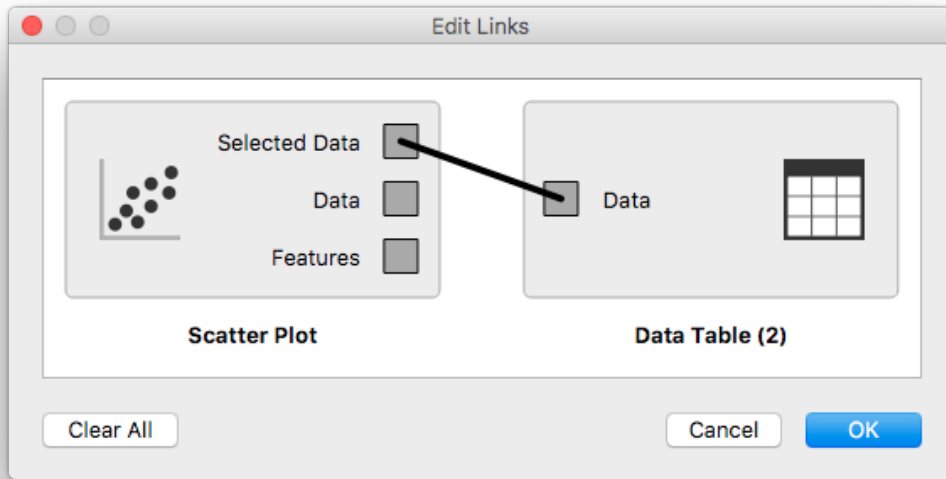 Edit Links
Selected Data
Data
Features
Data
Scatter Plot
Data Table (2)
Clear All
Cancel
OK